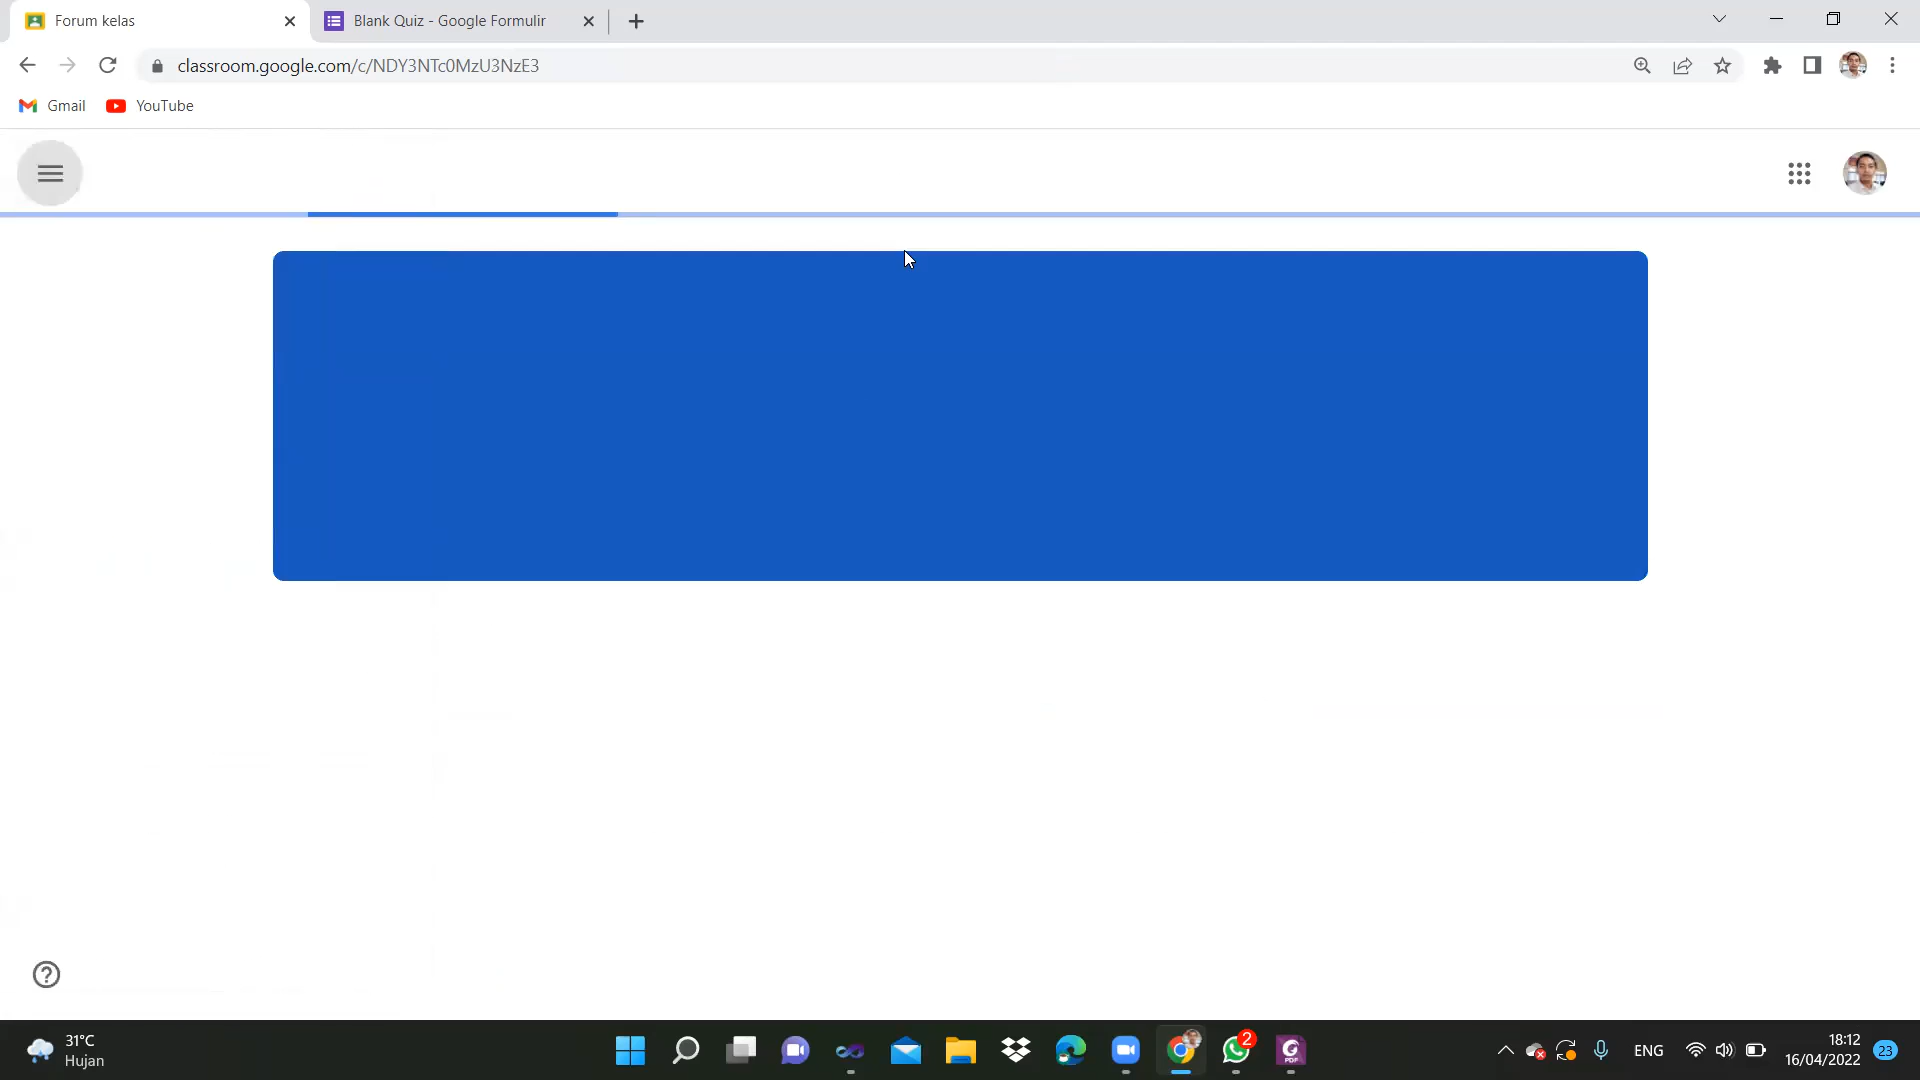 Forum kelas
Blank Quiz - Google Formulir
classroom.google.com/c/NDY3NTc0MzU3NzE3
Gmail
YouTube
31°C
Hujan
2
PDF
ENG
18:12
16/04/2022
23